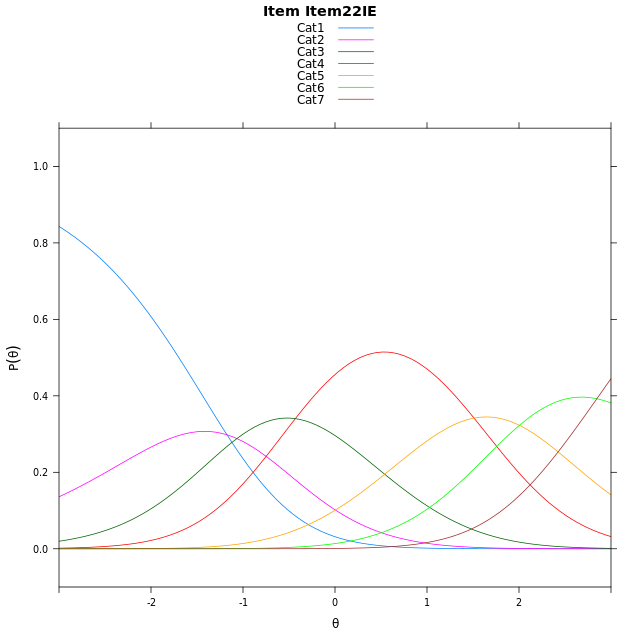 Item Item22IE
Cat1
Cat2
Cat3
Cat4
Cat5
Cat6
Cat7
1.0
0.8
0.6
0.4
0.2
0.0
P(θ)
-2 -1 0 1 2
θ